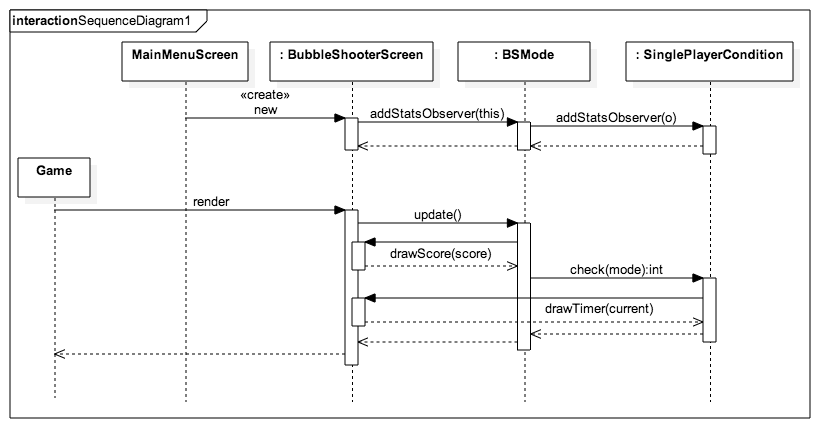 interactionSequenceDiagram1
MainMenuScreen
: BubbleShooterScreen
: BSMode
: SinglePlayerCondition
«create»
new
addStatsObserver(this)
addStatsObserver(o)
Game
render
update()
drawScore(score)
check(mode):int
drawTimer(current)